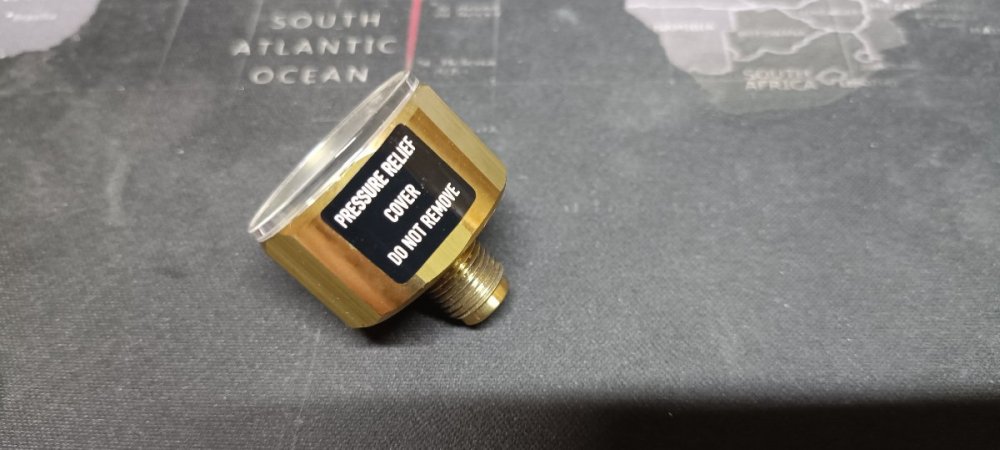 SOUTH
ATLANTIC
OCEAN
SOUTH
AFRICA
PRESSURE RELIEF
COVER
DO NOT REMOVE